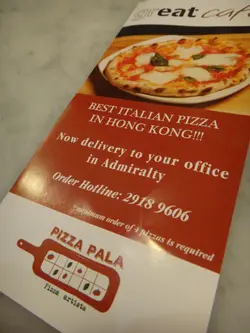 eat cafe
BEST ITALIAN PIZZA
IN HONG KONG!!!
Now delivery to your office
in Admiralty
Order Hotline: 2918 9606
*minimum order of 4 pizzas is required
PIZZA PALA
Pizza artists